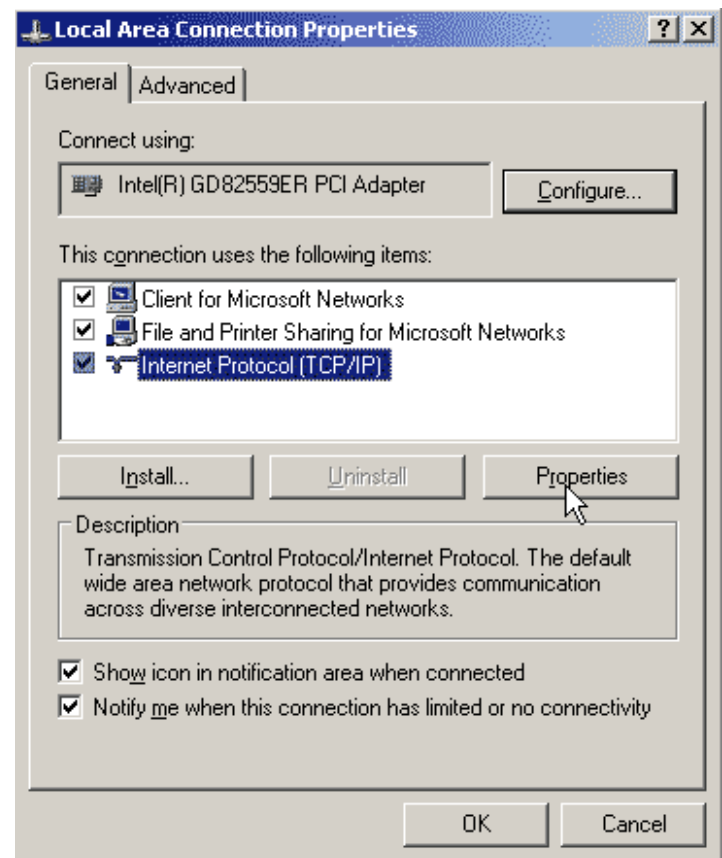 Local Area Connection Properties
General Advanced
Connect using:
Intel(R) GD82559ER PCI Adapter Configure...
This connection uses the following items:
Client for Microsoft Networks
File and Printer Sharing for Microsoft Networks
Internet Protocol (TCP/IP)
Install... Uninstall Properties
Description
Transmission Control Protocol/Internet Protocol. The default
wide area network protocol that provides communication
across diverse interconnected networks.
Show icon in notification area when connected
Notify me when this connection has limited or no connectivity
OK Cancel